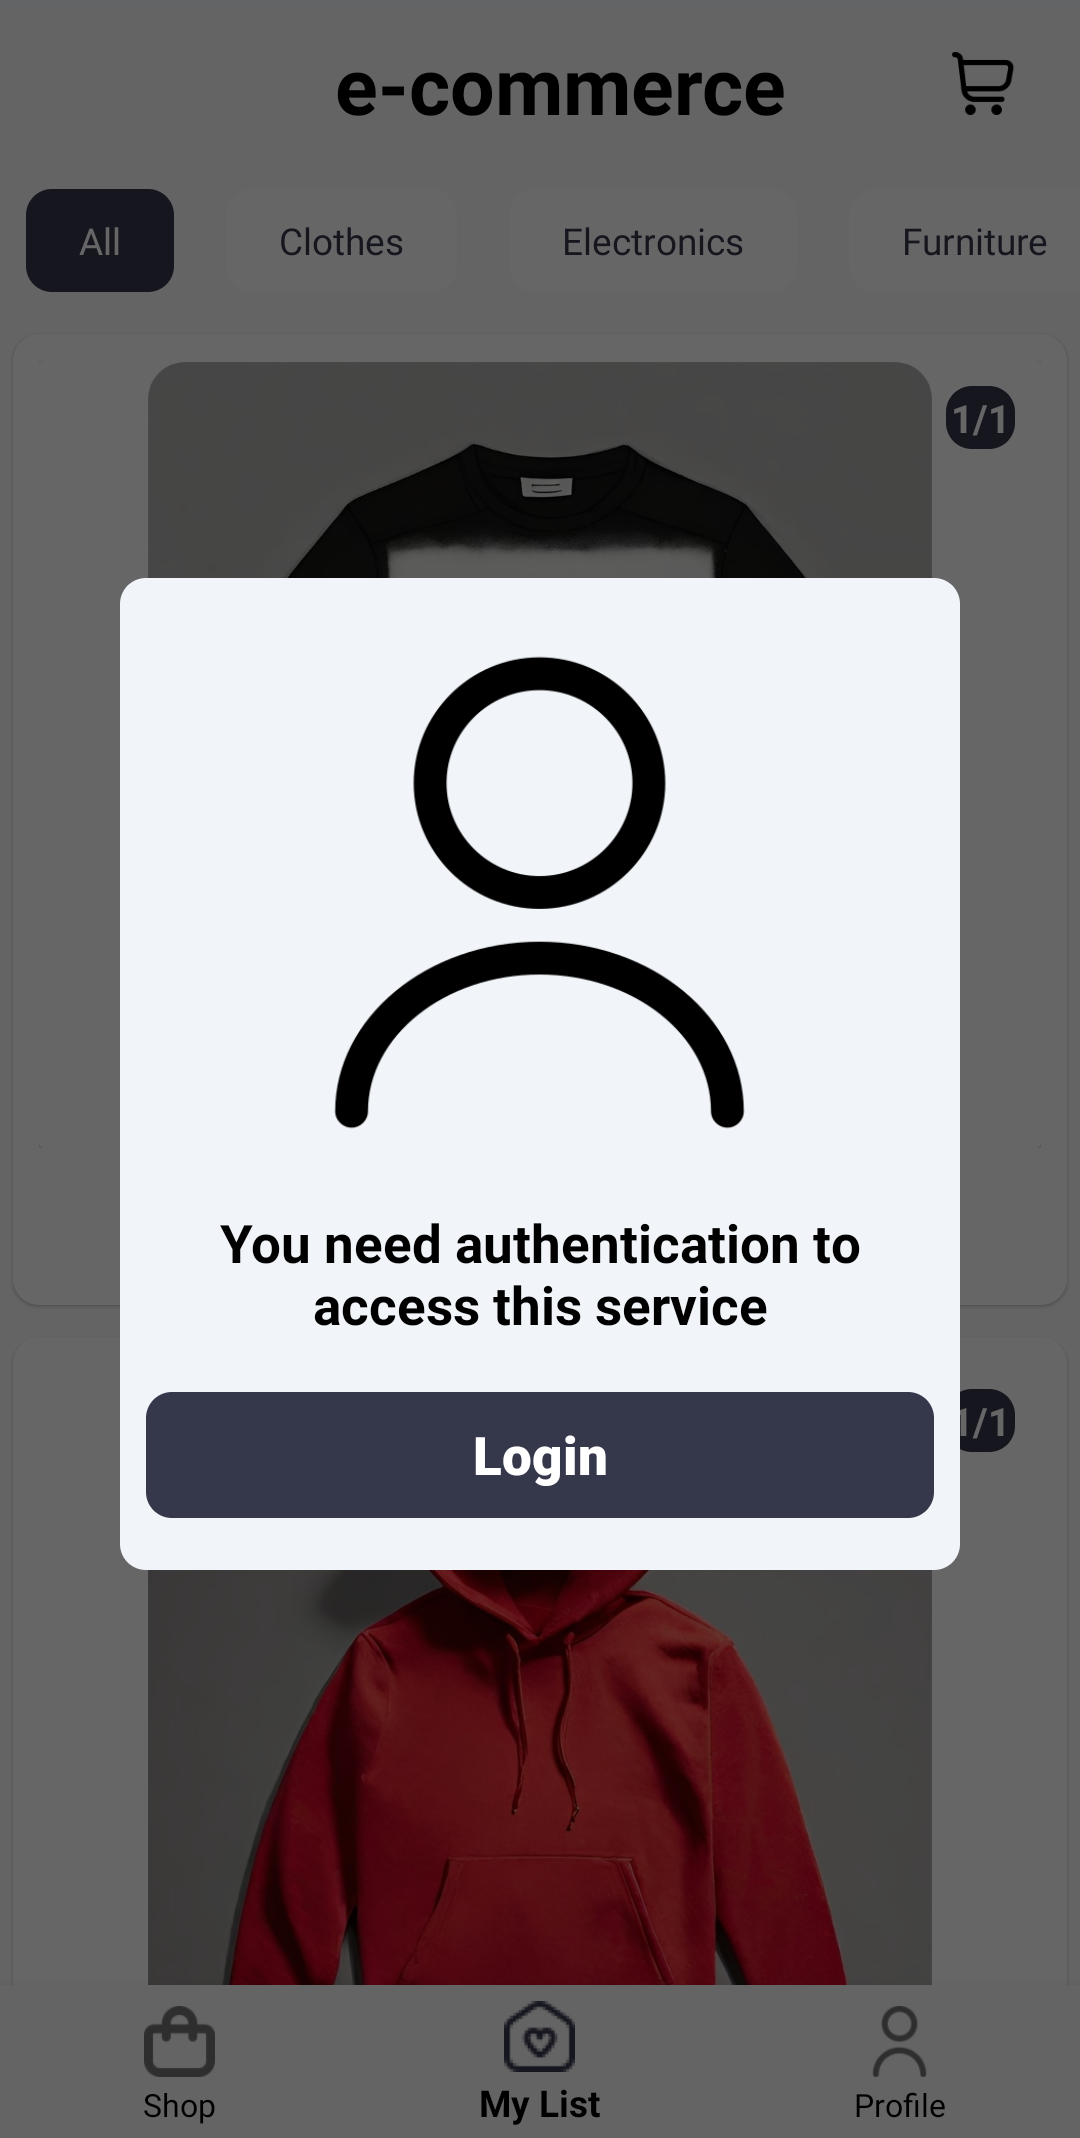 e-commerce
All Clothes Electronics Furniture
1/1
You need authentication to
access this service
1/1
Login
Shop My List Profile